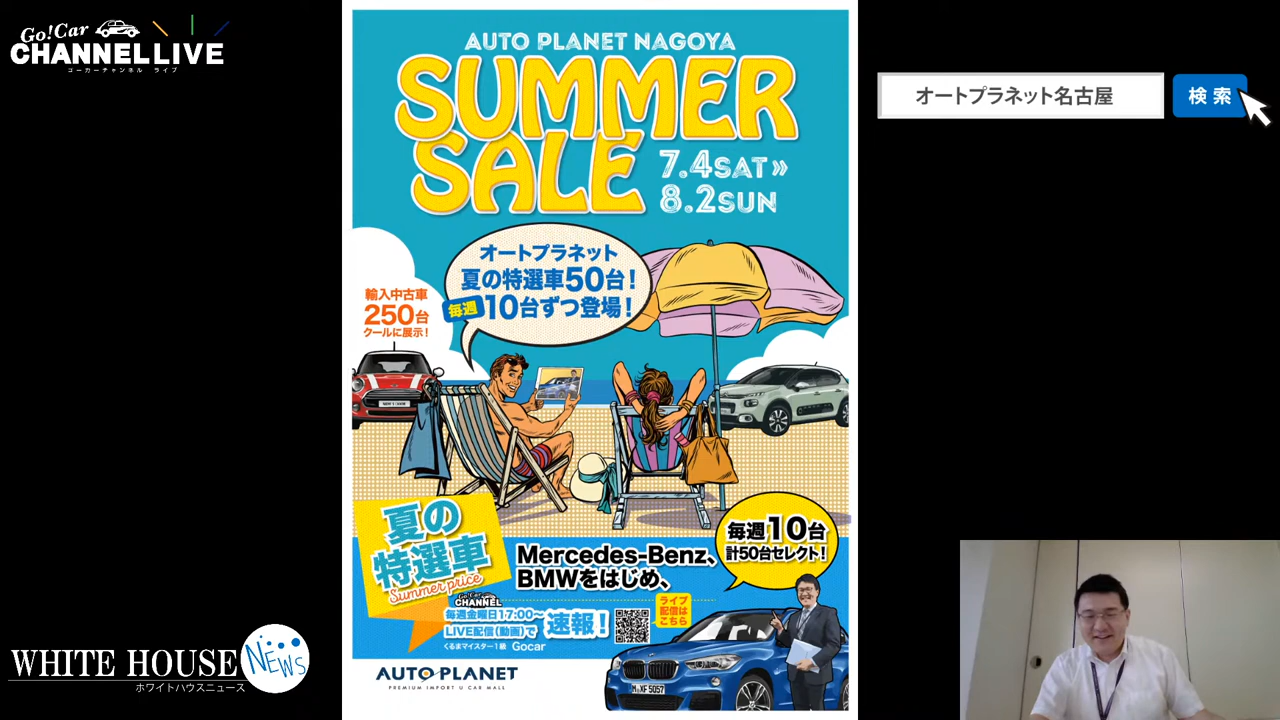 Go!Car
CHANNELLIVE
ゴーカーチャンネル ライブ
AUTO PLANET NAGOYA
SUMMER
SALE
7.4SAT»
8.2SUN
オートプラネット名古屋
検索
オートプラネット
夏の特選車50台!
毎週10台ずつ登場!
輸入中古車
250台
クールに展示!
夏の
特選車
Summer price
毎週10台
計50台セレクト!
Mercedes-Benz、
BMWをはじめ、
Go!Car
CHANNEL
毎週金曜日17:00~
LIVE配信(動画)で
速報!
くるまマイスター1級 Gocar
ライブ
配信は
こちら
M XF 5057
AUTO PLANET
PREMIUM IMPORT U CAR MALL
WHITE HOUSE
NEWS
ホワイトハウスニュース